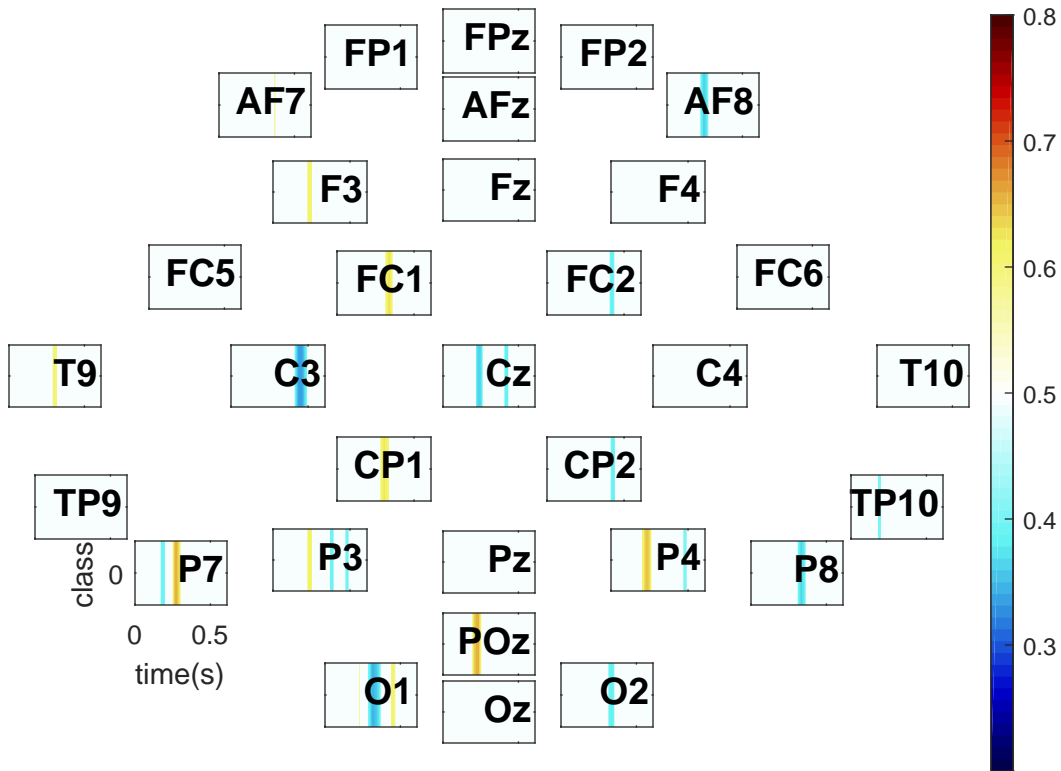 FPz
FP1
FP2
0.8
AF7
AFz
AF8
0.7
F3
Fz
F4
FC5
FC1
FC2
FC6
0.6
T9
C3
Cz
C4
T10
0.5
CP1
CP2
TP9
TP10
0.4
class
0
P7
P3
Pz
P4
P8
0
0.5
time(s)
POz
0.3
O1
Oz
O2